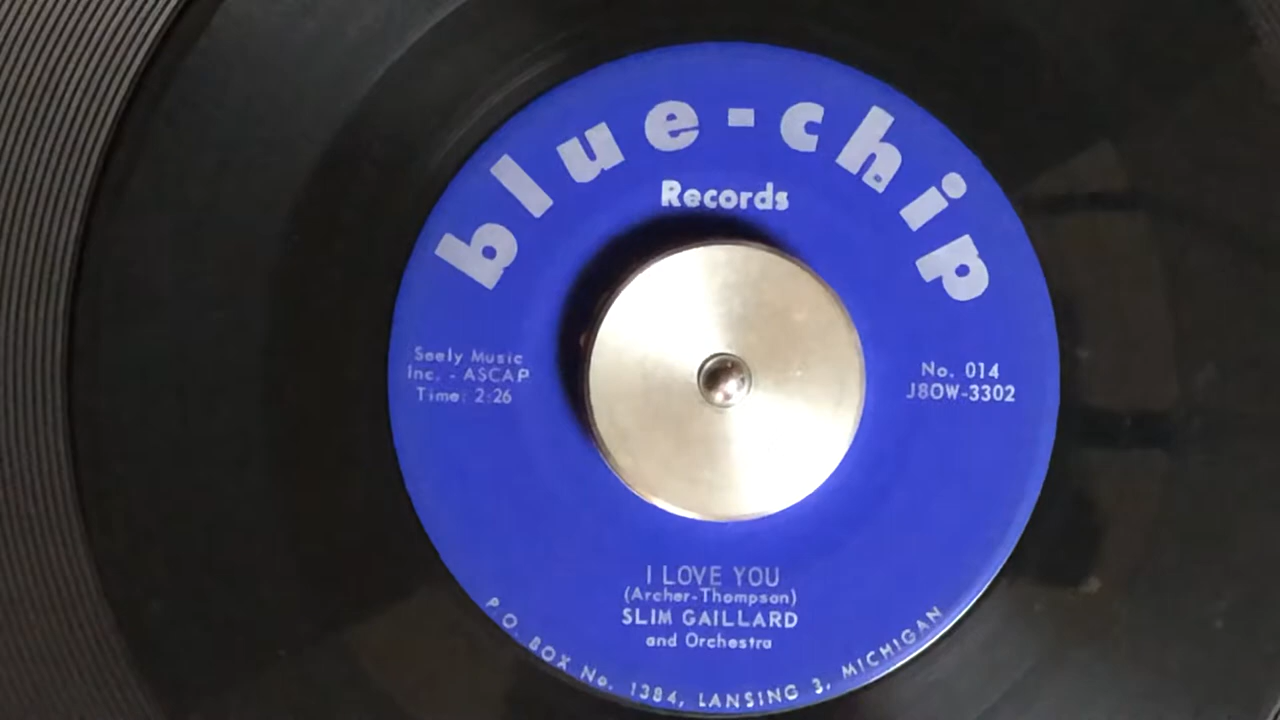 blue-chip
Records
Seely Music
Inc. - ASCAP
Time: 2:26
No. 014
J8OW-3302
I LOVE YOU
(Archer-Thompson)
SLIM GAILLARD
and Orchestra
P.O. BOX No. 1384, LANSING 3, MICHIGAN